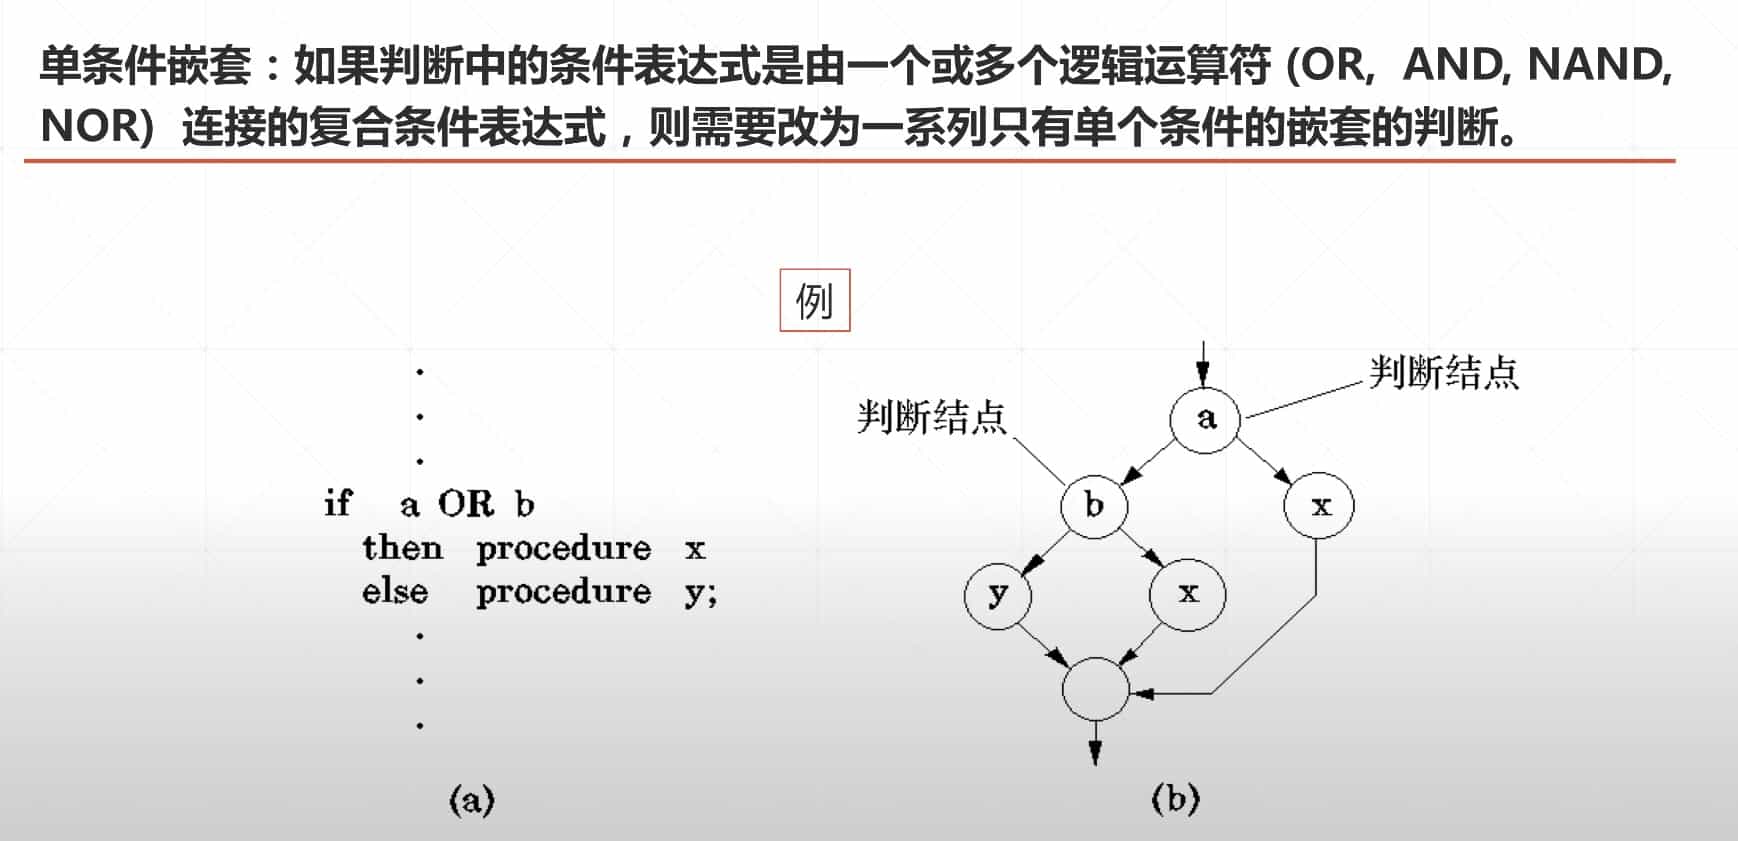 单条件嵌套：如果判断中的条件表达式是由一个或多个逻辑运算符 (OR, AND, NAND,
NOR) 连接的复合条件表达式，则需要改为一系列只有单个条件的嵌套的判断。
例
if a OR b
then procedure x
else procedure y;
(a)
判断结点
判断结点
a
b
x
y
x
(b)